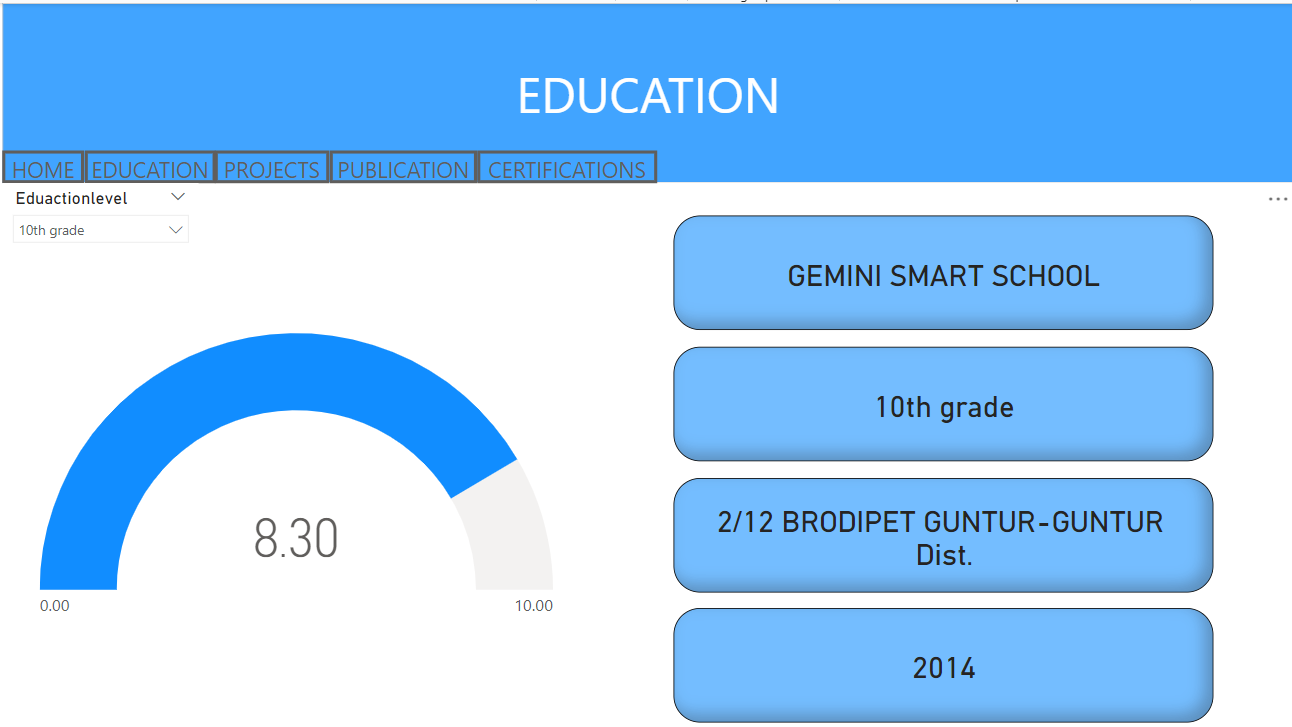 EDUCATION
HOME EDUCATION PROJECTS PUBLICATION CERTIFICATIONS
Eduactionlevel
10th grade
8.30
0.00 10.00
GEMINI SMART SCHOOL
10th grade
2/12 BRODIPET GUNTUR-GUNTUR
Dist.
2014